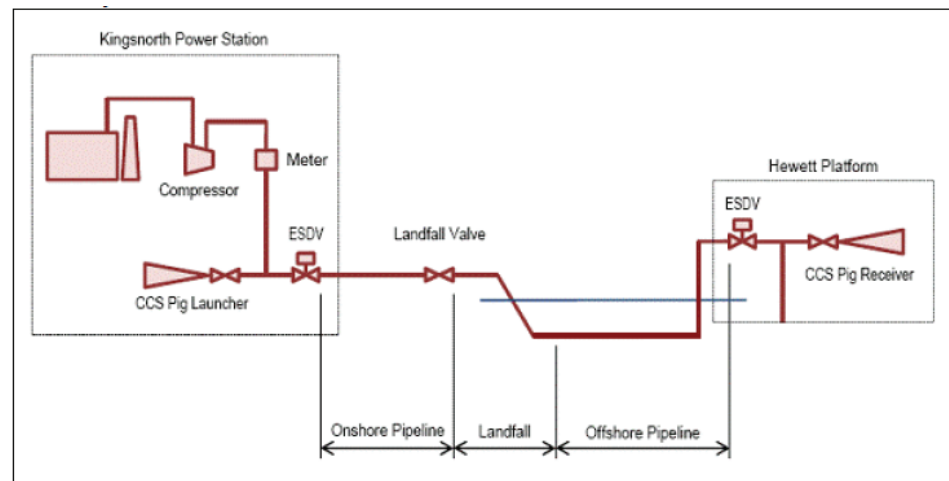 Kingsnorth Power Station
Meter
Compressor
ESDV
CCS Pig Launcher
Landfall Valve
Hewett Platform
ESDV
CCS Pig Receiver
Onshore Pipeline
Landfall
Offshore Pipeline